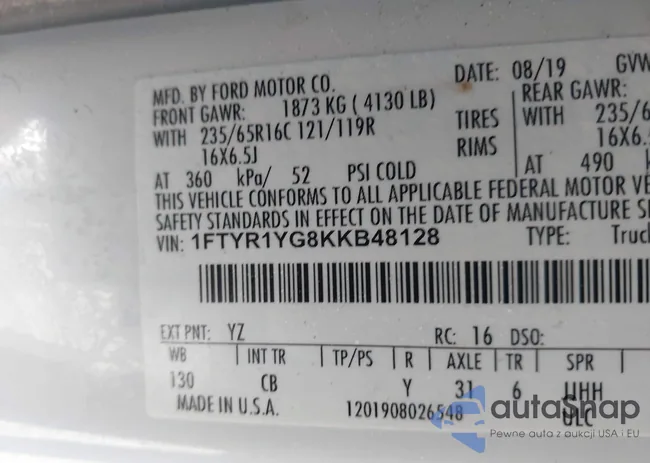 MFD. BY FORD MOTOR CO. DATE: 08/19 GVW
FRONT GAWR: 1873 KG ( 4130 LB) REAR GAWR:
WITH 235/65R16C 121/119R TIRES WITH 235/6
16X6.5J RIMS 16X6.5
AT 360 kPa/ 52 PSI COLD AT 490
THIS VEHICLE CONFORMS TO ALL APPLICABLE FEDERAL MOTOR VE
SAFETY STANDARDS IN EFFECT ON THE DATE OF MANUFACTURE S
VIN: 1FTYR1YG8KKB48128 TYPE: Truc
EXT PNT: YZ RC: 16 DSO:
WB INT TR TP/PS R AXLE TR SPR
130 CB Y 31 6 UHH
MADE IN U.S.A. 1201908026548 ULC
autoSnap
Pewne auta z aukcji USA i EU